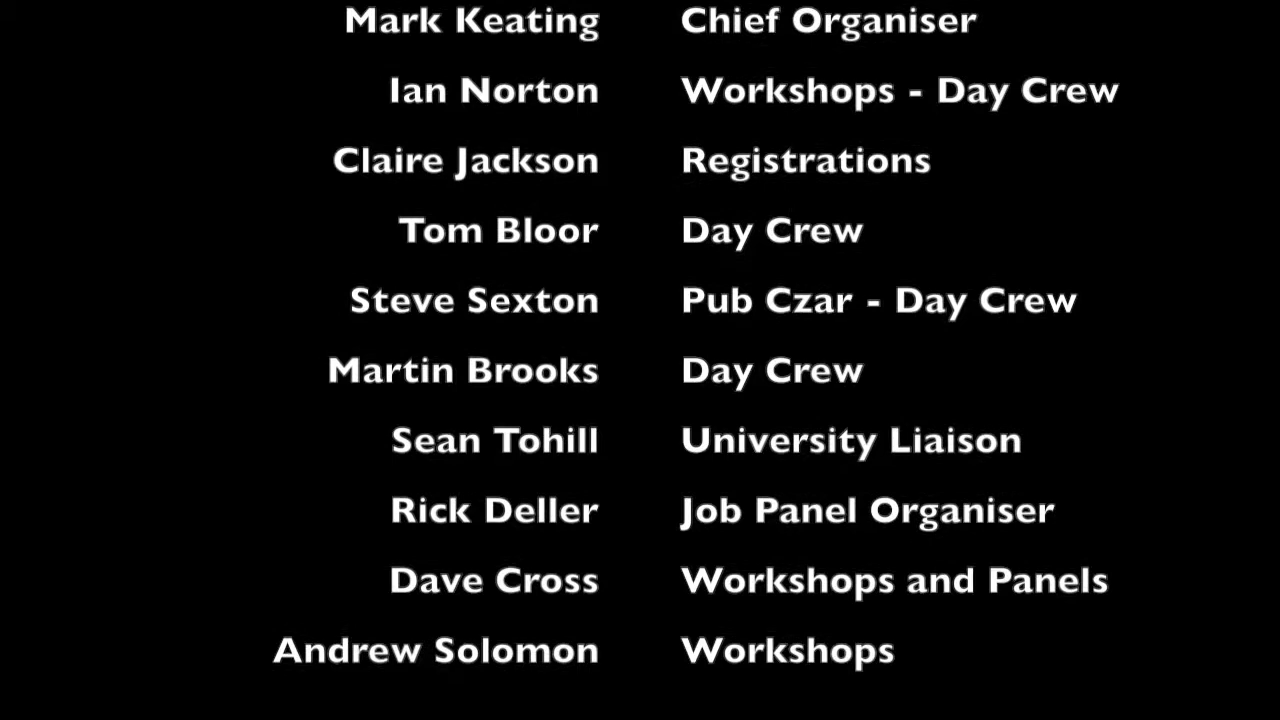 Mark Keating Chief Organiser
Ian Norton Workshops - Day Crew
Claire Jackson Registrations
Tom Bloor Day Crew
Steve Sexton Pub Czar - Day Crew
Martin Brooks Day Crew
Sean Tohill University Liaison
Rick Deller Job Panel Organiser
Dave Cross Workshops and Panels
Andrew Solomon Workshops